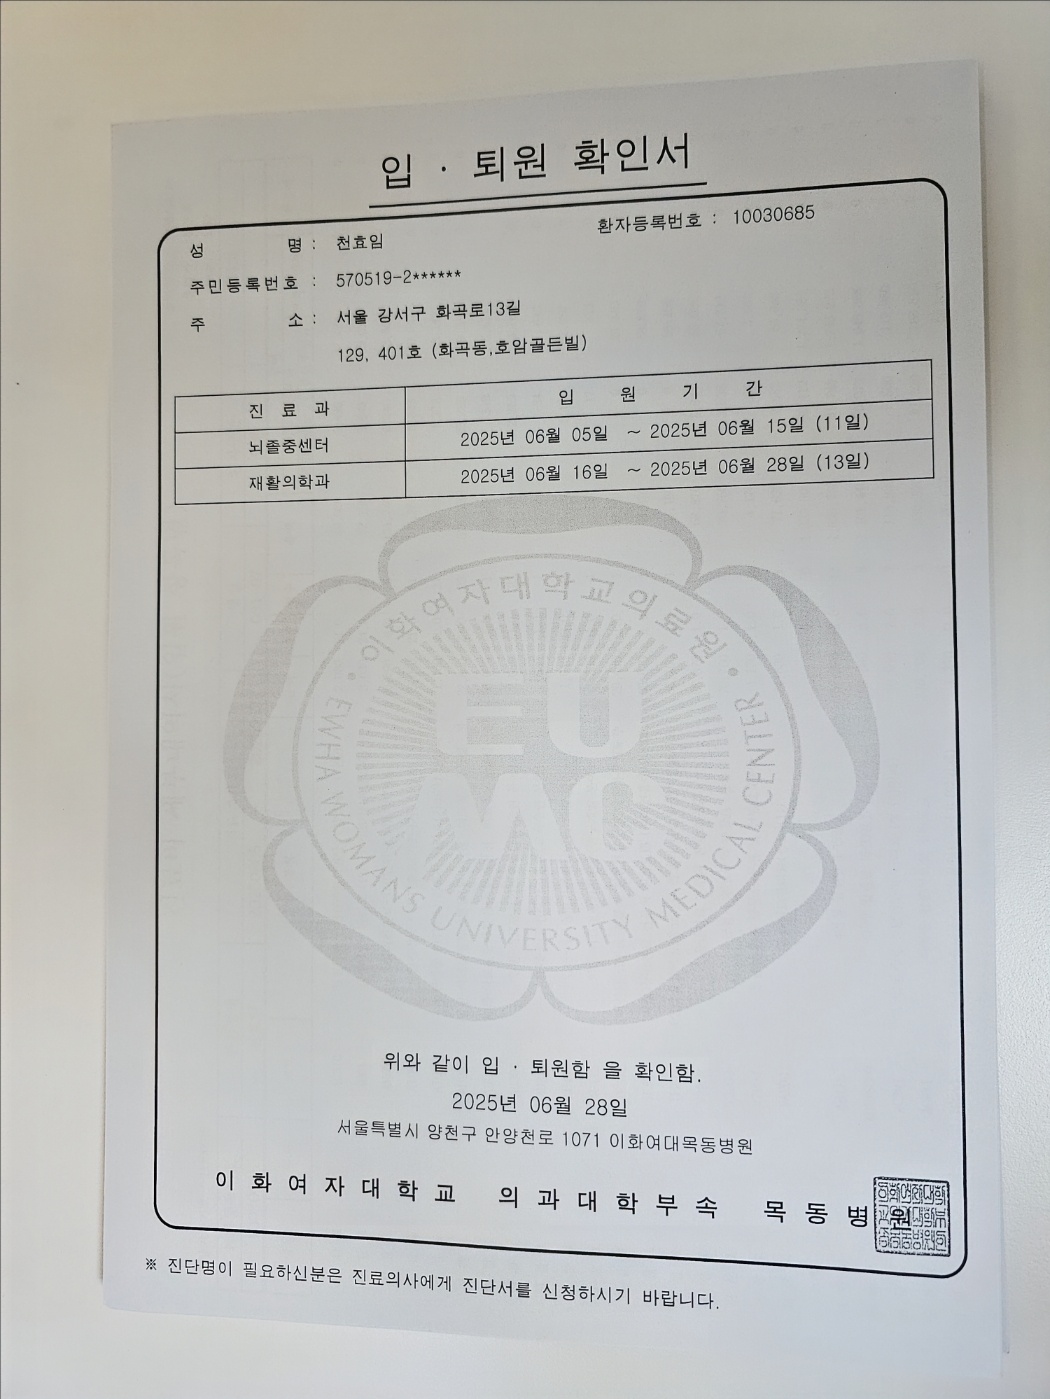 입 · 퇴원 확인서
환자등록번호 : 10030685
성 명 : 천효임
주민등록번호 : 570519-2******
주 소 : 서울 강서구 화곡로13길
129, 401호 (화곡동,호암골든빌)
진 료 과 입 원 기 간
뇌졸중센터 2025년 06월 05일 ~ 2025년 06월 15일 (11일)
재활의학과 2025년 06월 16일 ~ 2025년 06월 28일 (13일)
· 이화여자대학교의료원 ·
EU
MC
EWHA WOMANS UNIVERSITY MEDICAL CENTER
위와 같이 입 · 퇴원함 을 확인함.
2025년 06월 28일
서울특별시 양천구 안양천로 1071 이화여대목동병원
이 화 여 자 대 학 교 의 과 대 학 부 속 목 동 병 원
※ 진단명이 필요하신분은 진료의사에게 진단서를 신청하시기 바랍니다.